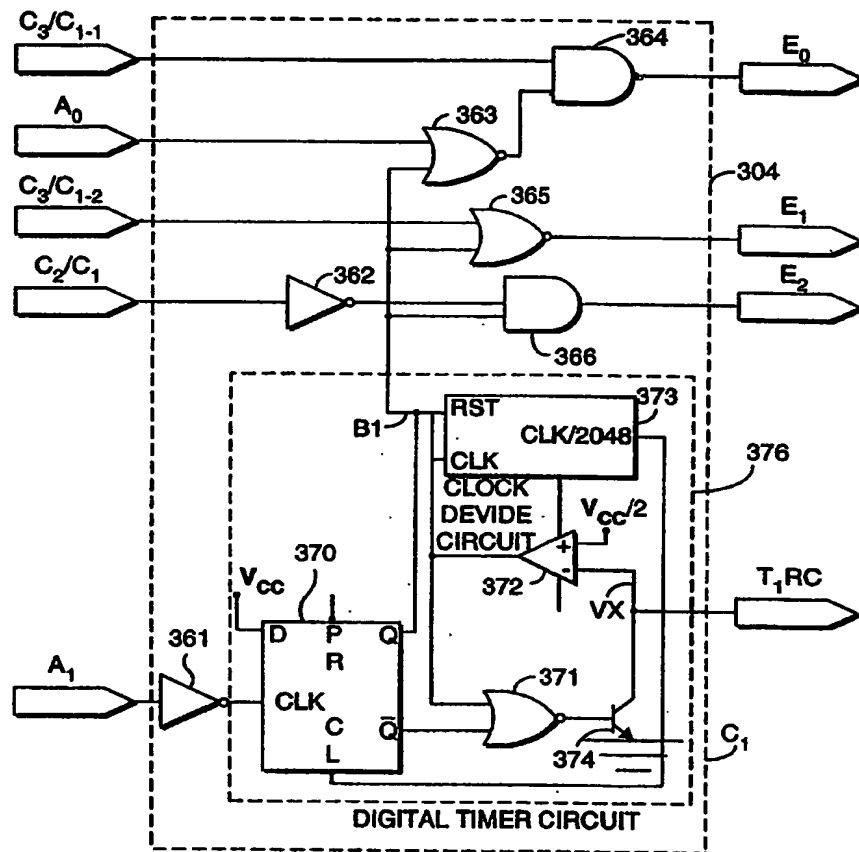 C3/C1-1
364
E0
A0
363
C3/C1-2
365
304
E1
C2/C1
362
E2
366
373
RST
B1
CLK/2048
376
CLK
CLOCK
DEVIDE
CIRCUIT
VCC/2
+
-
372
370
VCC
T1RC
VX
D
P
Q
R
361
A1
371
CLK
C
Q̅
L
374
C1
DIGITAL TIMER CIRCUIT